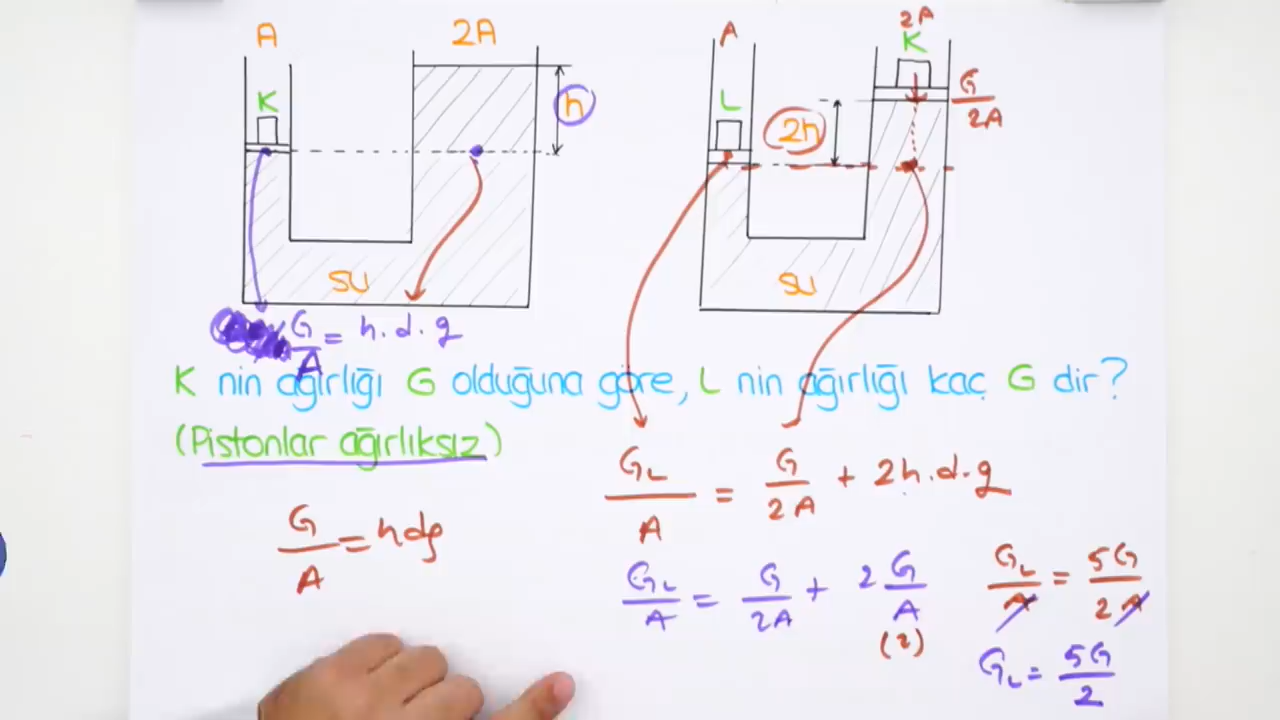 A 2A
K h
SU
G/A = h.d.g
A 2A
L K
2h G/2A
SU
K nin ağırlığı G olduğuna göre, L nin ağırlığı kaç G dir?
(Pistonlar ağırlıksız)
G/A = hdg
G_L/A = G/2A + 2h.d.g
G_L/A = G/2A + 2G/A
(2)
G_L/A = 5G/2A
G_L = 5G/2